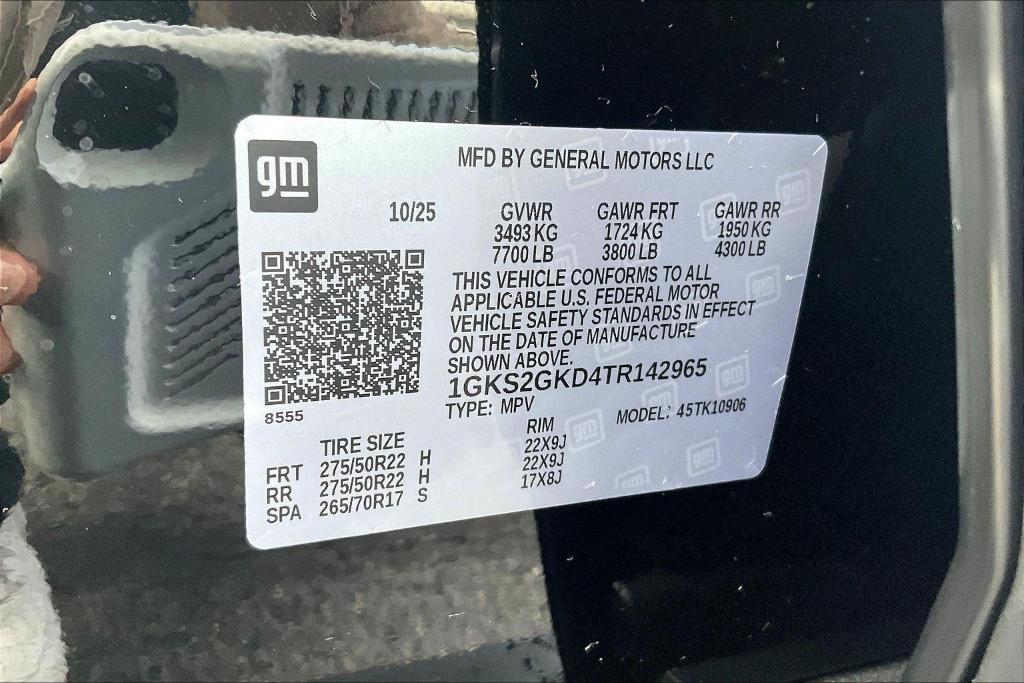 gm
MFD BY GENERAL MOTORS LLC
10/25 GVWR GAWR FRT GAWR RR
3493 KG 1724 KG 1950 KG
7700 LB 3800 LB 4300 LB
THIS VEHICLE CONFORMS TO ALL
APPLICABLE U.S. FEDERAL MOTOR
VEHICLE SAFETY STANDARDS IN EFFECT
ON THE DATE OF MANUFACTURE
SHOWN ABOVE.
1GKS2GKD4TR142965
8555
TYPE: MPV MODEL: 45TK10906
TIRE SIZE RIM
FRT 275/50R22 H 22X9J
RR 275/50R22 H 22X9J
SPA 265/70R17 S 17X8J